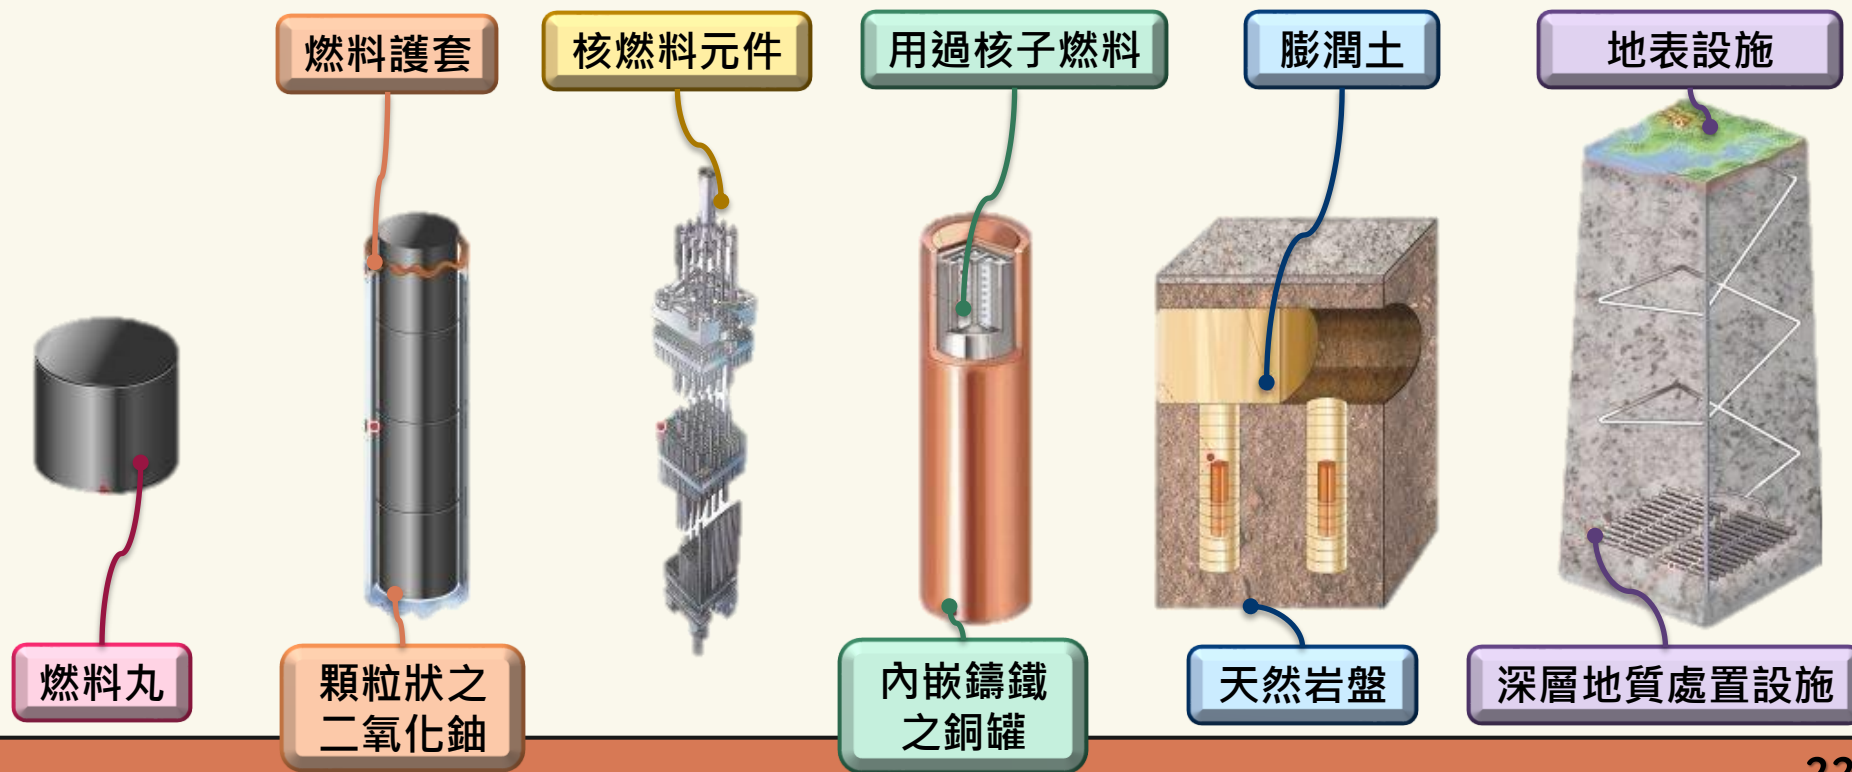 燃料護套
核燃料元件
用過核子燃料
膨潤土
地表設施
燃料丸
顆粒狀之
二氧化鈾
內嵌鑄鐵
之銅罐
天然岩盤
深層地質處置設施